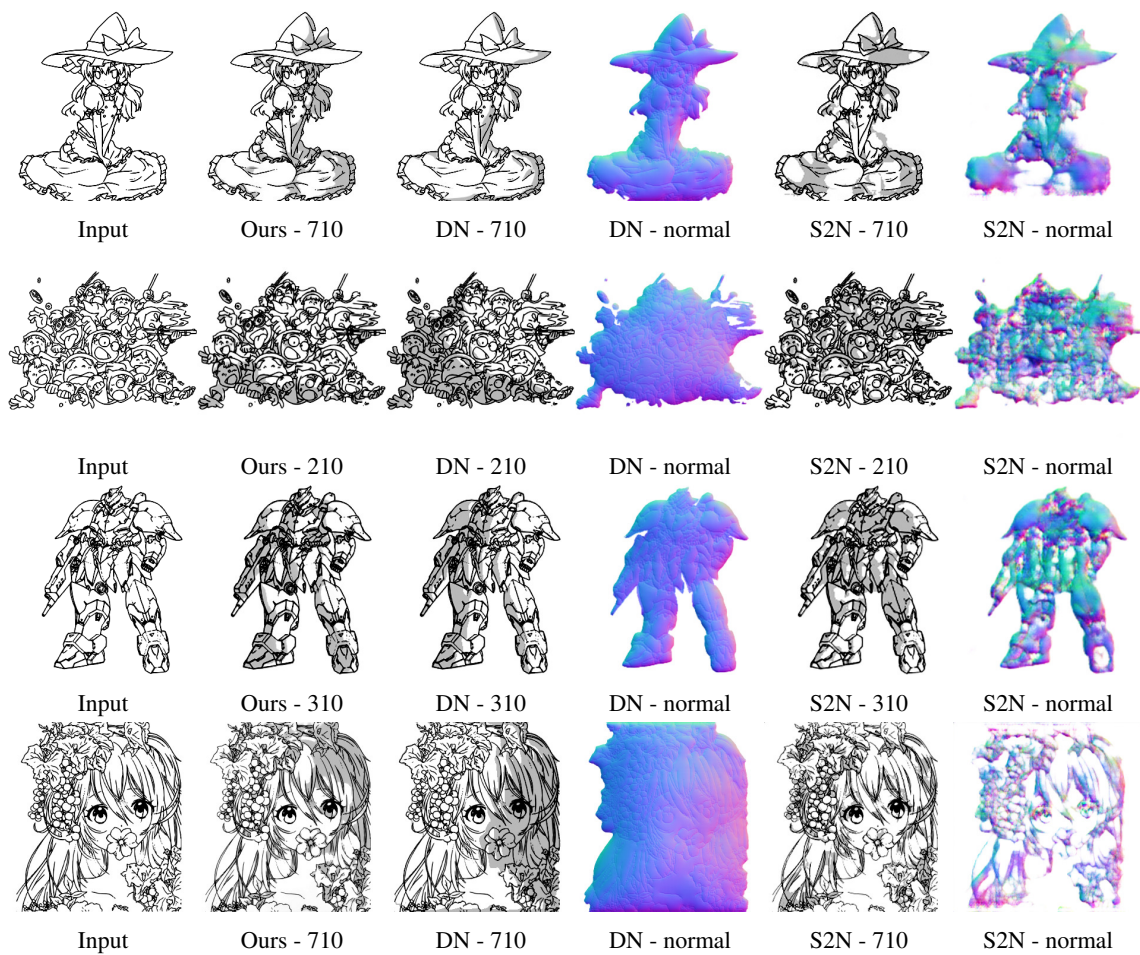 Input Ours - 710 DN - 710 DN - normal S2N - 710 S2N - normal
Input Ours - 210 DN - 210 DN - normal S2N - 210 S2N - normal
Input Ours - 310 DN - 310 DN - normal S2N - 310 S2N - normal
Input Ours - 710 DN - 710 DN - normal S2N - 710 S2N - normal